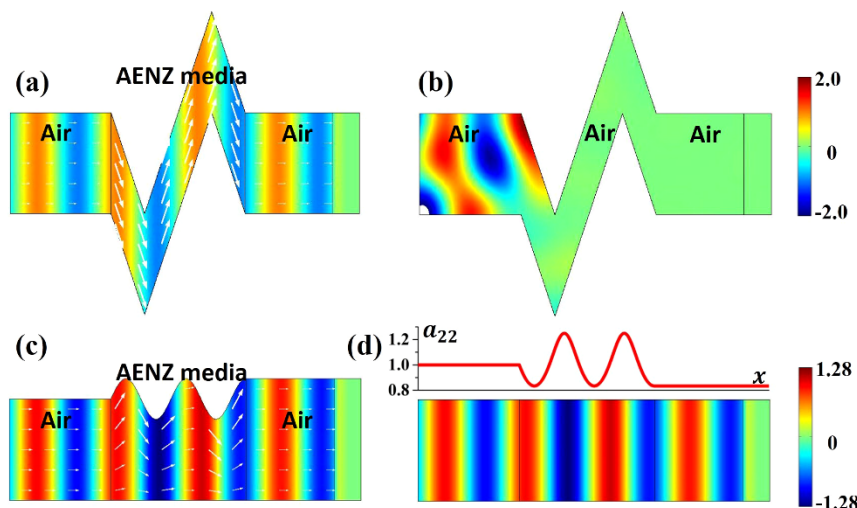 (a)
AENZ media
Air
Air
(b)
Air
Air
Air
2.0
0
-2.0
(c)
AENZ media
Air
Air
(d)
a22
1.2
1.0
0.8
x
1.28
0
-1.28